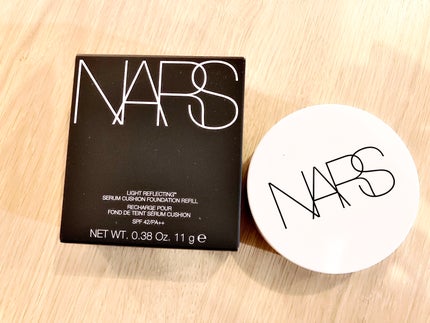 NARS
LIGHT REFLECTING™
SERUM CUSHION FOUNDATION REFILL
RECHARGE POUR
FOND DE TEINT SÉRUM CUSHION
SPF 42/PA++
NET WT. 0.38 Oz. 11 g e
NARS